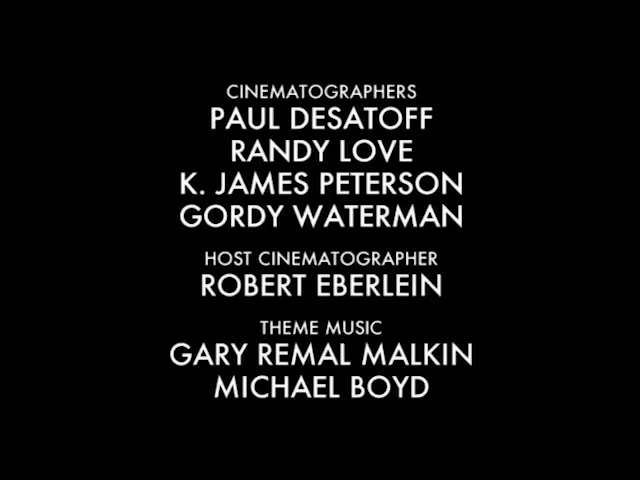 CINEMATOGRAPHERS
PAUL DESATOFF
RANDY LOVE
K. JAMES PETERSON
GORDY WATERMAN
HOST CINEMATOGRAPHER
ROBERT EBERLEIN
THEME MUSIC
GARY REMAL MALKIN
MICHAEL BOYD